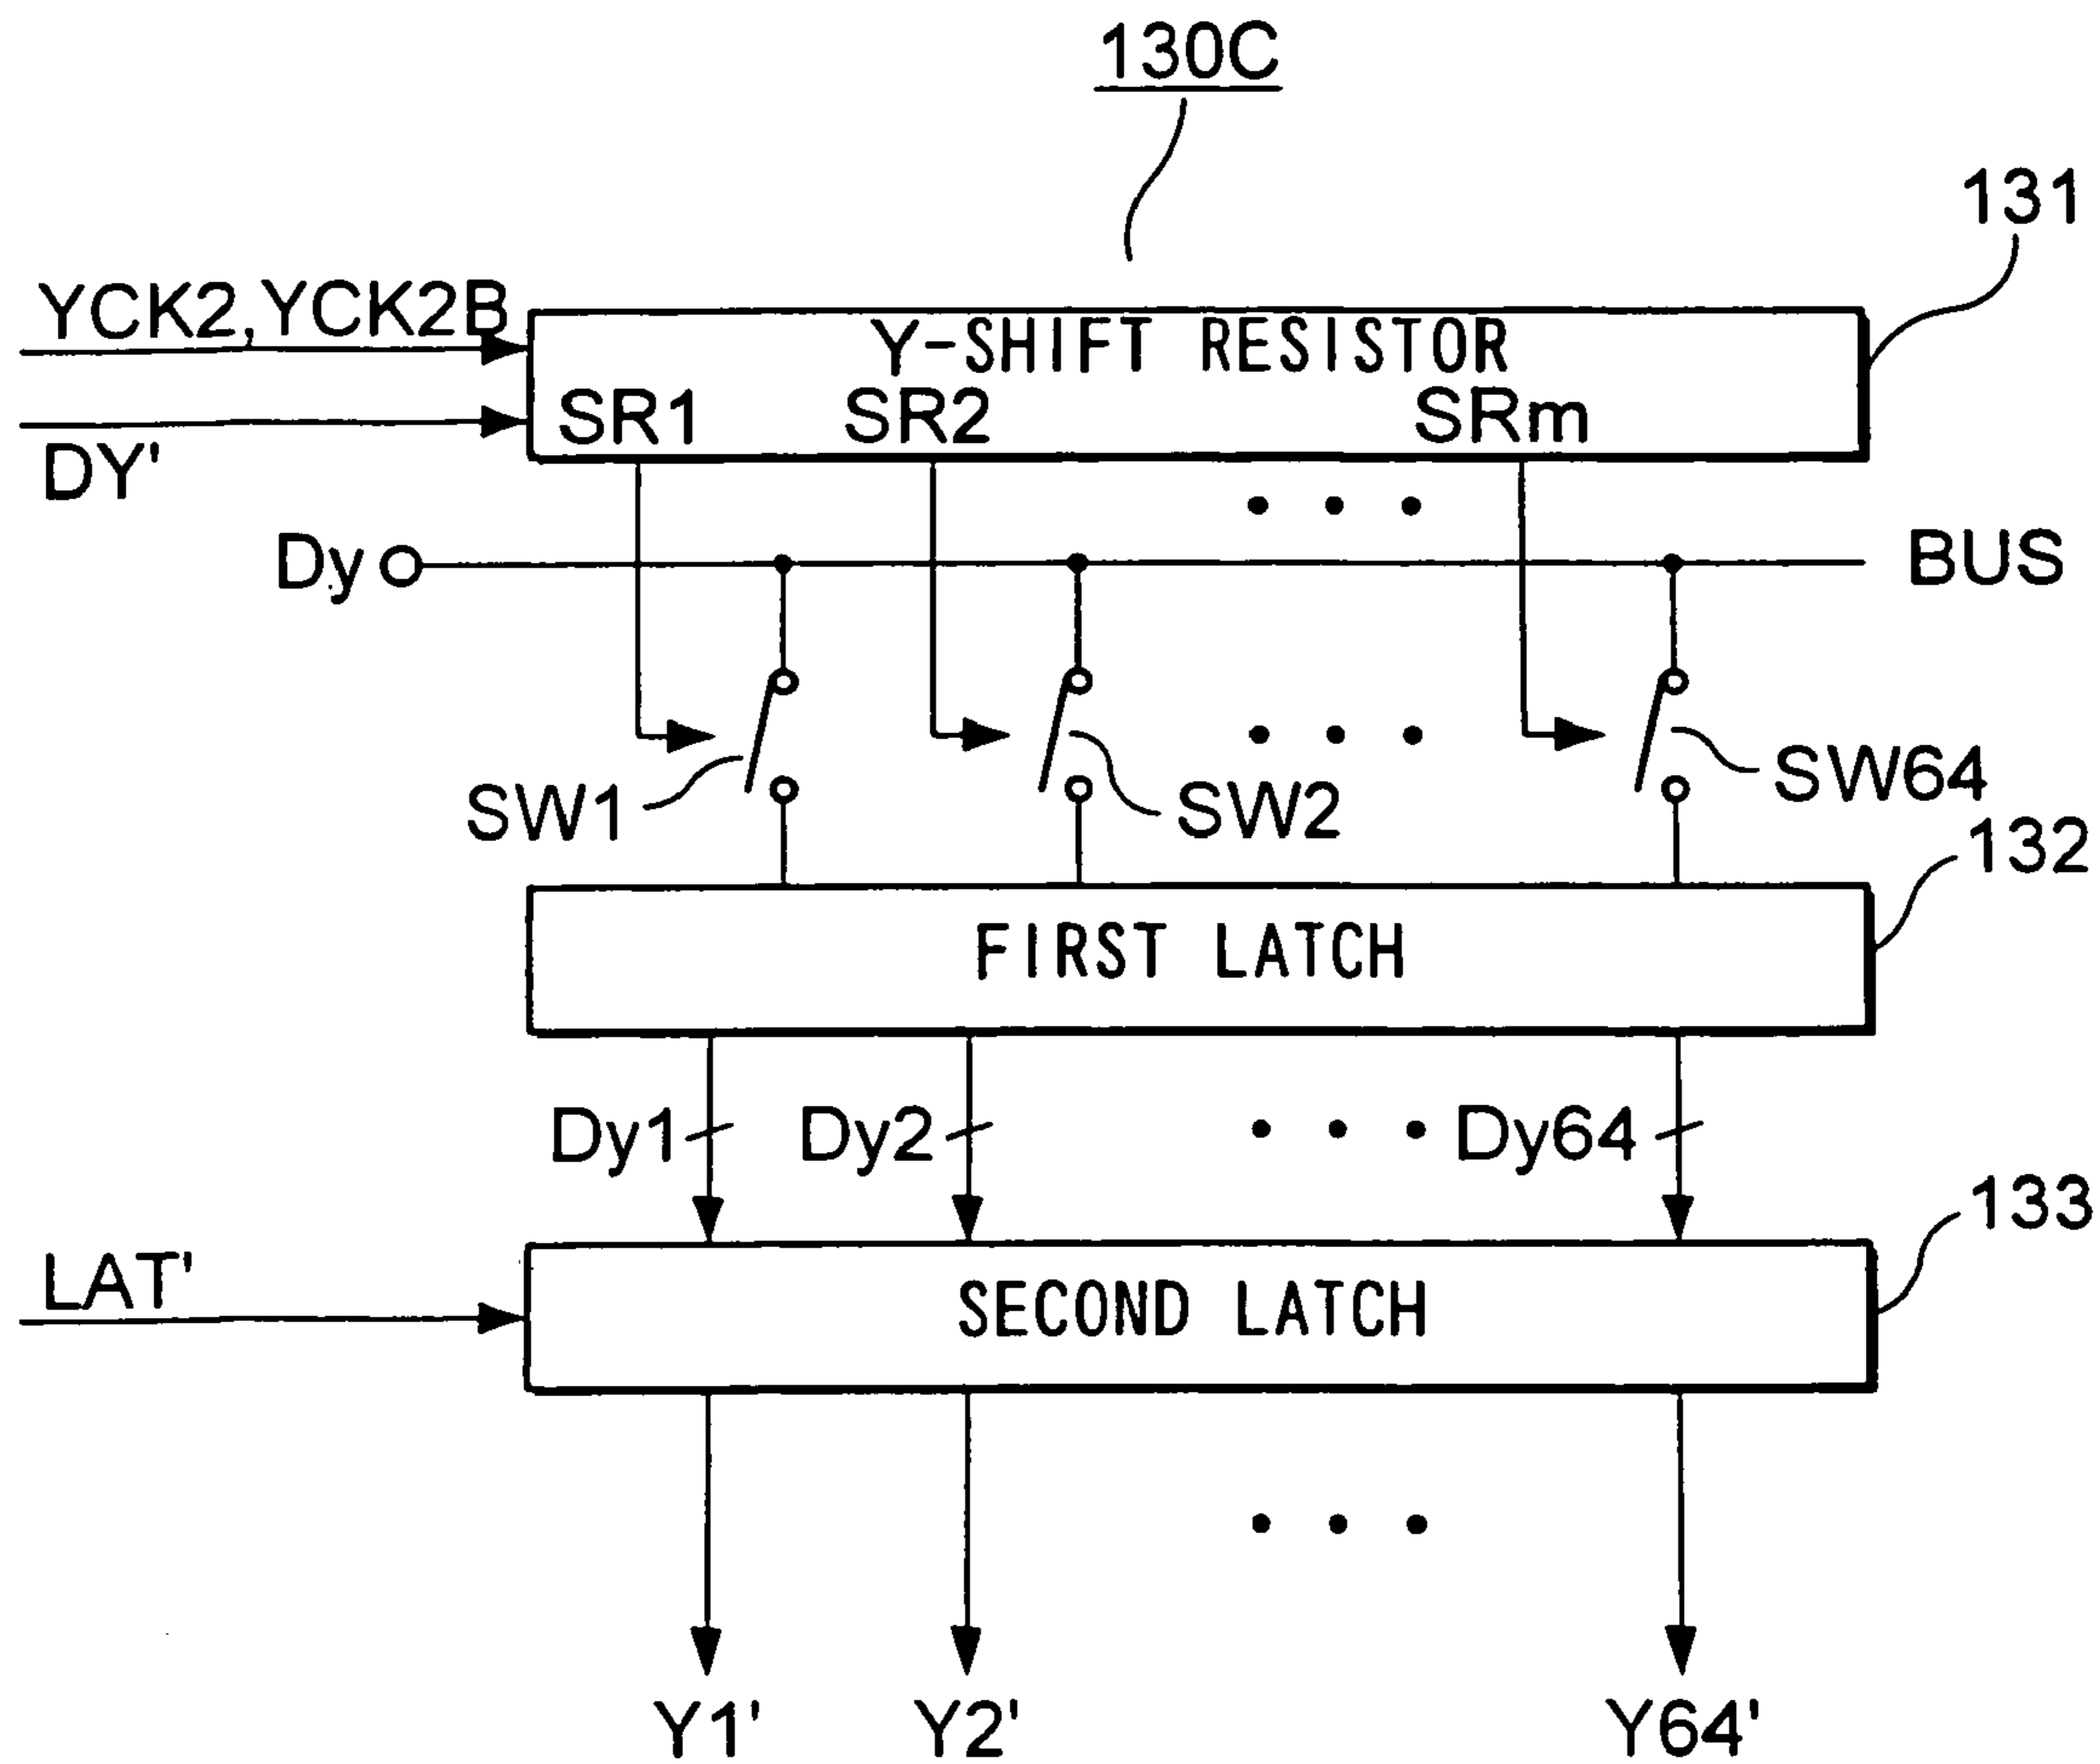 130C
131
YCK2,YCK2B
Y-SHIFT RESISTOR
SR1 SR2 SRm
DY'
Dy BUS
SW1 SW2 SW64
132
FIRST LATCH
Dy1 Dy2 Dy64
133
LAT'
SECOND LATCH
Y1' Y2' Y64'